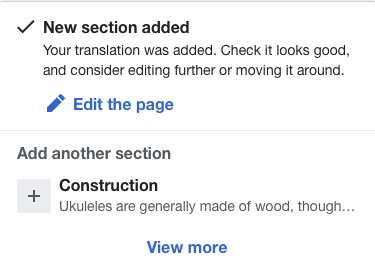 New section added
Your translation was added. Check it looks good,
and consider editing further or moving it around.
Edit the page
Add another section
Construction
Ukuleles are generally made of wood, though…
View more